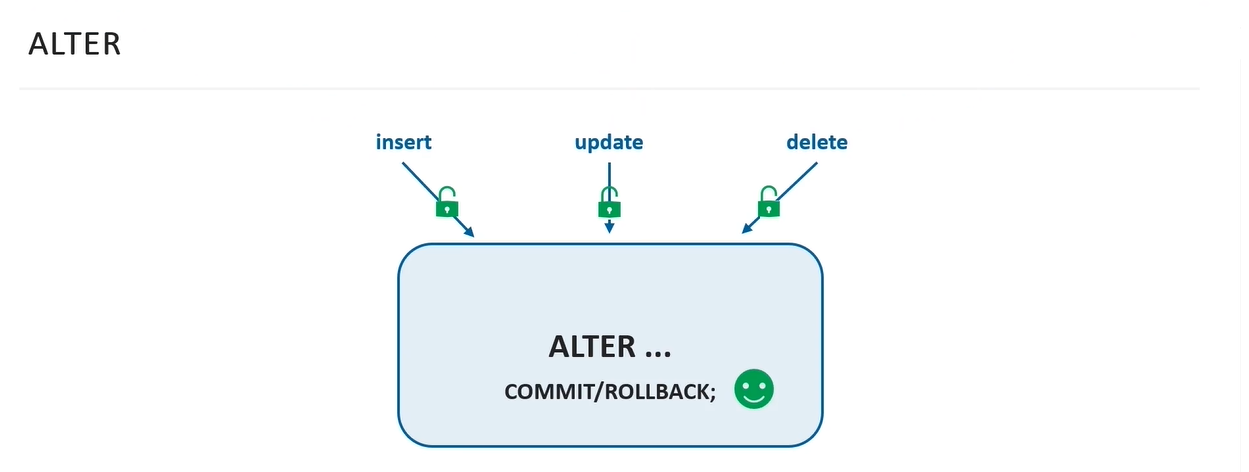 ALTER
insert update delete
ALTER ...
COMMIT/ROLLBACK;